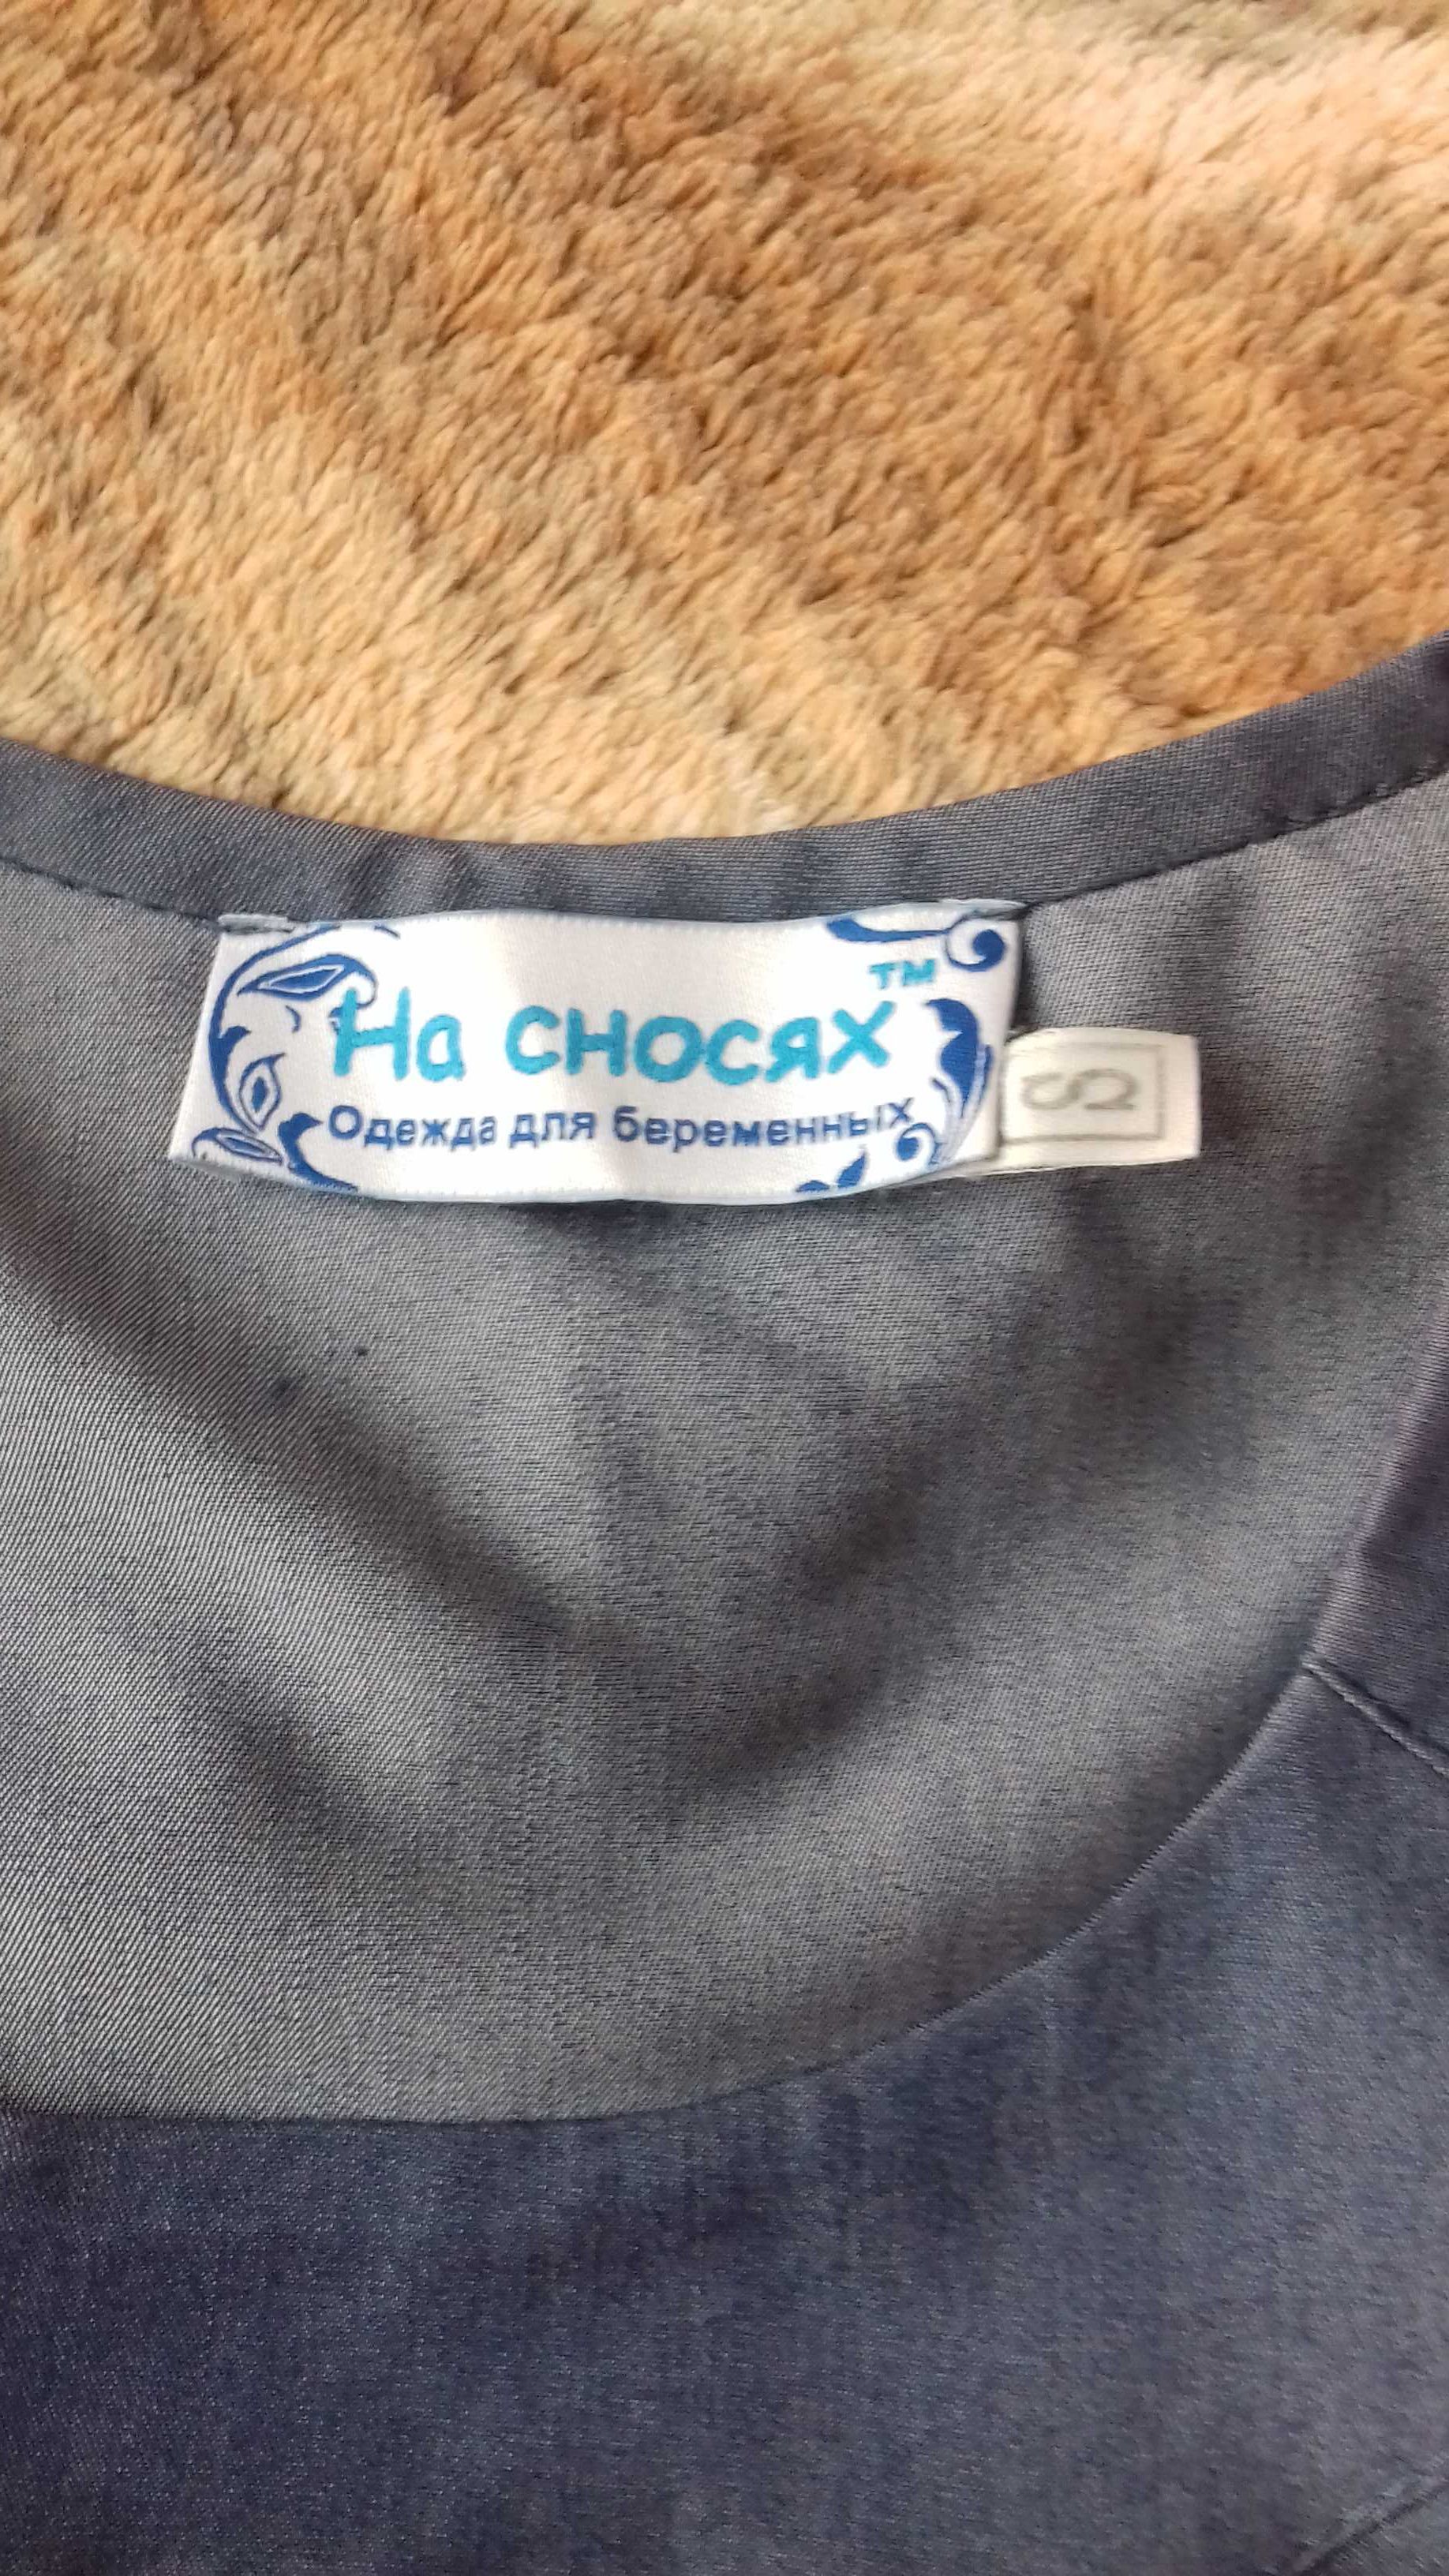 На сносях™
Одежда для беременных
S